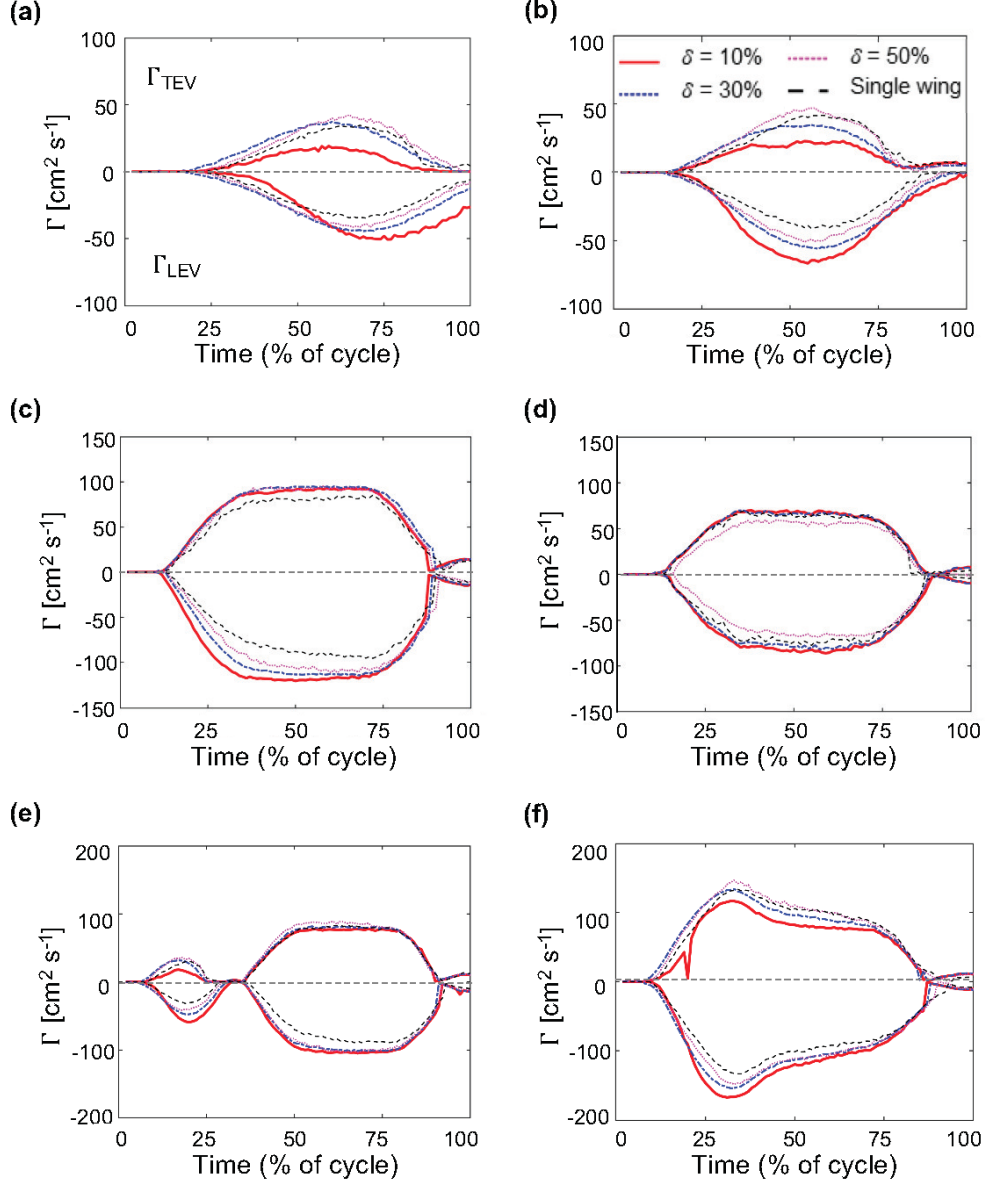 (a)
100
50
0
-50
-100
Γ [cm² s⁻¹]
Γ_TEV
Γ_LEV
0 25 50 75 100
Time (% of cycle)
(b)
100
50
0
-50
-100
Γ [cm² s⁻¹]
δ = 10% δ = 50%
δ = 30% Single wing
0 25 50 75 100
Time (% of cycle)
(c)
150
100
50
0
-50
-100
-150
Γ [cm² s⁻¹]
0 25 50 75 100
Time (% of cycle)
(d)
150
100
50
0
-50
-100
-150
Γ [cm² s⁻¹]
0 25 50 75 100
Time (% of cycle)
(e)
200
100
0
-100
-200
Γ [cm² s⁻¹]
0 25 50 75 100
Time (% of cycle)
(f)
200
100
0
-100
-200
Γ [cm² s⁻¹]
0 25 50 75 100
Time (% of cycle)